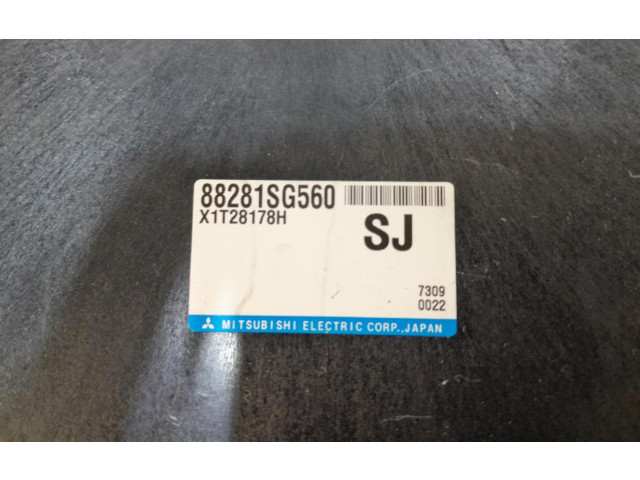 88281SG560
X1T28178H
SJ
7309
0022
MITSUBISHI ELECTRIC CORP.,JAPAN